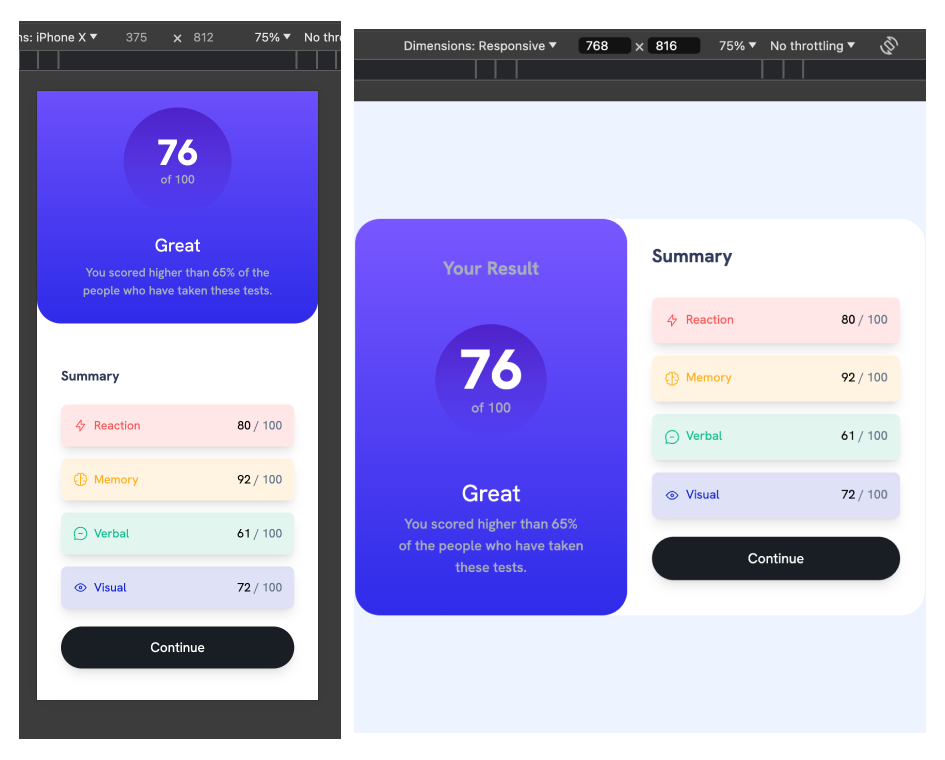 ns: iPhone X ▼ 375 × 812 75% ▼ No thr
76
of 100
Great
You scored higher than 65% of the
people who have taken these tests.
Summary
Reaction 80 / 100
Memory 92 / 100
Verbal 61 / 100
Visual 72 / 100
Continue
Dimensions: Responsive ▼ 768 × 816 75% ▼ No throttling ▼
Your Result
76
of 100
Great
You scored higher than 65%
of the people who have taken
these tests.
Summary
Reaction 80 / 100
Memory 92 / 100
Verbal 61 / 100
Visual 72 / 100
Continue